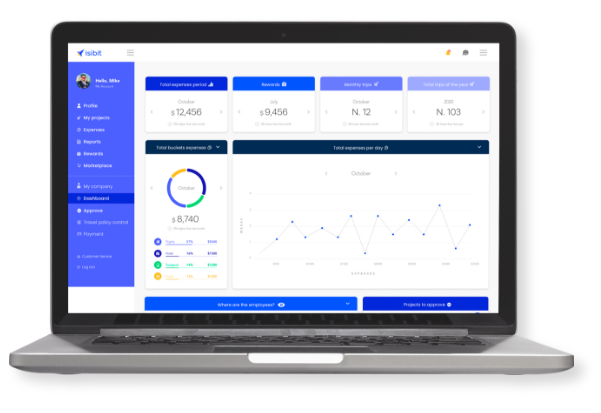 isibit
Hello, Mike
My Account
Profile
My projects
Expenses
Reports
Rewards
Marketplace
My company
Dashboard
Approve
Travel policy control
Payment
Customer Service
Log out
Total expenses period
October
$ 12,456
Rewards
July
$ 9,456
Monthly trips
October
N. 12
Total trips of the year
2020
N. 103
Total buckets expenses
October
$ 8,740
Total expenses per day
October
EXPENSES
Where are the employees?
Projects to approve